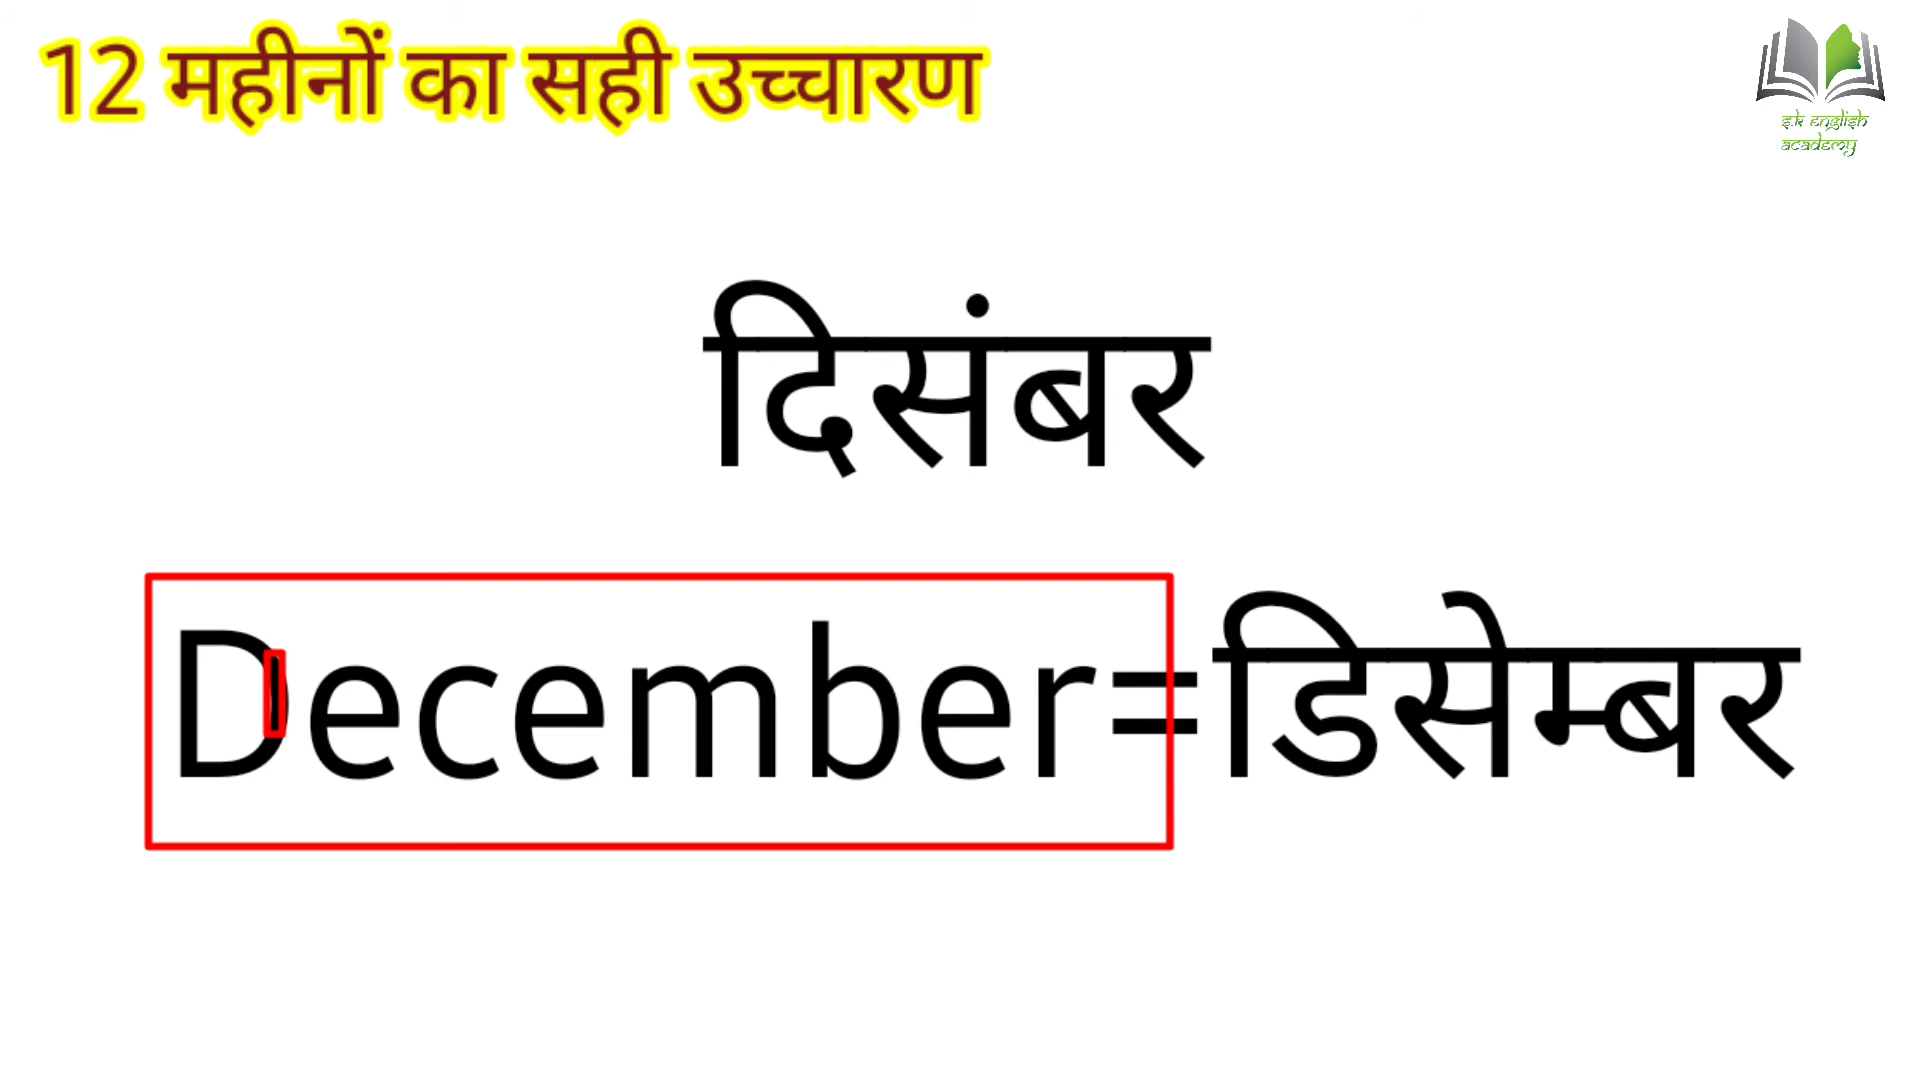 12 महीनों का सही उच्चारण
S.K English
Academy
दिसंबर
December=डिसेम्बर